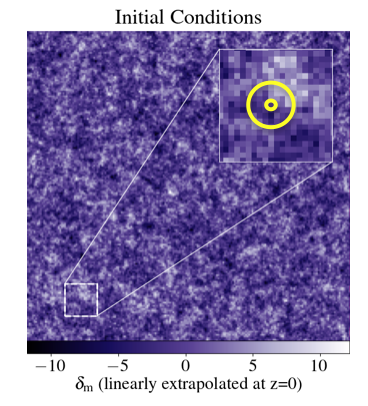 Initial Conditions
−10 −5 0 5 10
δm (linearly extrapolated at z=0)